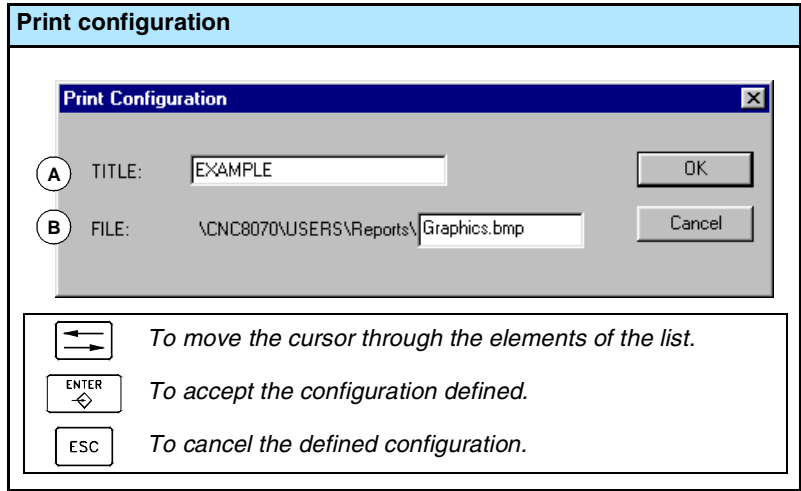 Print configuration
Print Configuration
A TITLE: EXAMPLE OK
B FILE: \CNC8070\USERS\Reports\ Graphics.bmp Cancel
To move the cursor through the elements of the list.
ENTER To accept the configuration defined.
ESC To cancel the defined configuration.